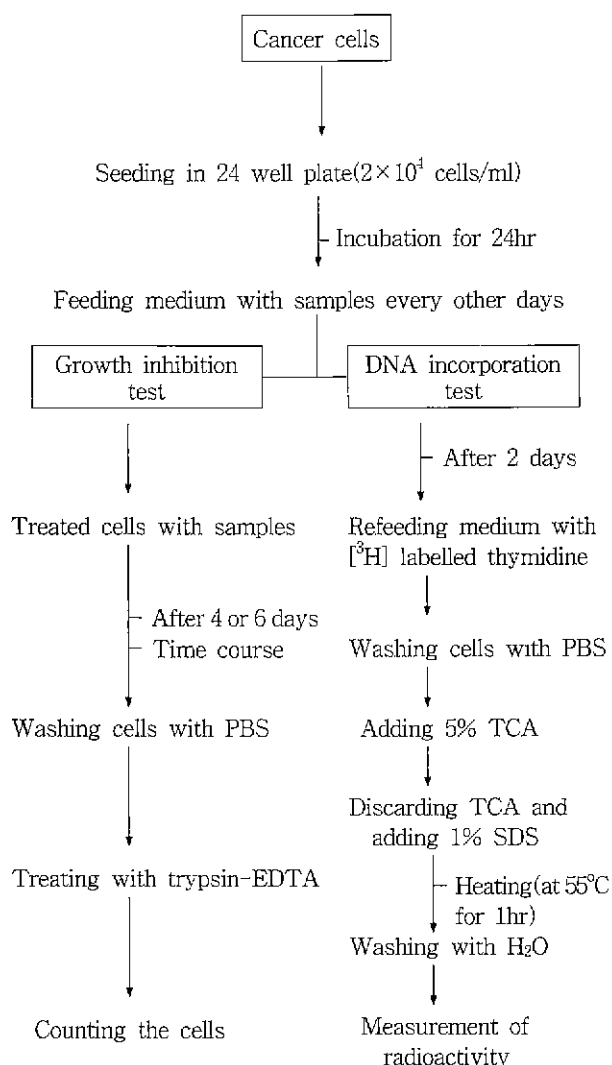 Cancer cells
Seeding in 24 well plate(2×10⁴ cells/ml)
Incubation for 24hr
Feeding medium with samples every other days
Growth inhibition
test
DNA incorporation
test
After 2 days
Treated cells with samples
Refeeding medium with
[³H] labelled thymidine
After 4 or 6 days
Time course
Washing cells with PBS
Washing cells with PBS
Adding 5% TCA
Discarding TCA and
adding 1% SDS
Treating with trypsin-EDTA
Heating(at 55°C
for 1hr)
Washing with H₂O
Counting the cells
Measurement of
radioactivity